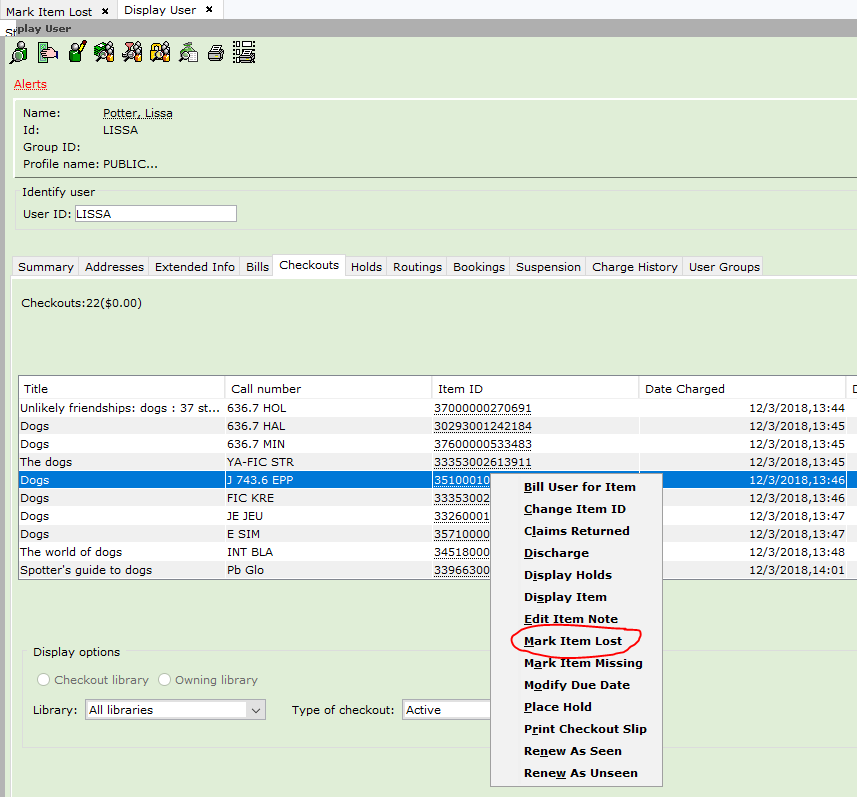 Mark Item Lost × Display User ×
play User
Alerts
Name: Potter, Lissa
Id: LISSA
Group ID:
Profile name: PUBLIC...
Identify user
User ID: LISSA
Summary Addresses Extended Info Bills Checkouts Holds Routings Bookings Suspension Charge History User Groups
Checkouts:22($0.00)
Title Call number Item ID Date Charged D
Unlikely friendships: dogs : 37 st... 636.7 HOL 37000000270691 12/3/2018,13:44
Dogs 636.7 HAL 30293001242184 12/3/2018,13:45
Dogs 636.7 MIN 37600000533483 12/3/2018,13:45
The dogs YA-FIC STR 33353002613911 12/3/2018,13:45
Dogs J 743.6 EPP 35100010 12/3/2018,13:46
Dogs FIC KRE 33353002 12/3/2018,13:46
Dogs JE JEU 33260001 12/3/2018,13:47
Dogs E SIM 35710000 12/3/2018,13:47
The world of dogs INT BLA 34518000 12/3/2018,13:48
Spotter's guide to dogs Pb Glo 33966300 12/3/2018,14:01
Bill User for Item
Change Item ID
Claims Returned
Discharge
Display Holds
Display Item
Edit Item Note
Mark Item Lost
Mark Item Missing
Modify Due Date
Place Hold
Print Checkout Slip
Renew As Seen
Renew As Unseen
Display options
Checkout library Owning library
Library: All libraries Type of checkout: Active